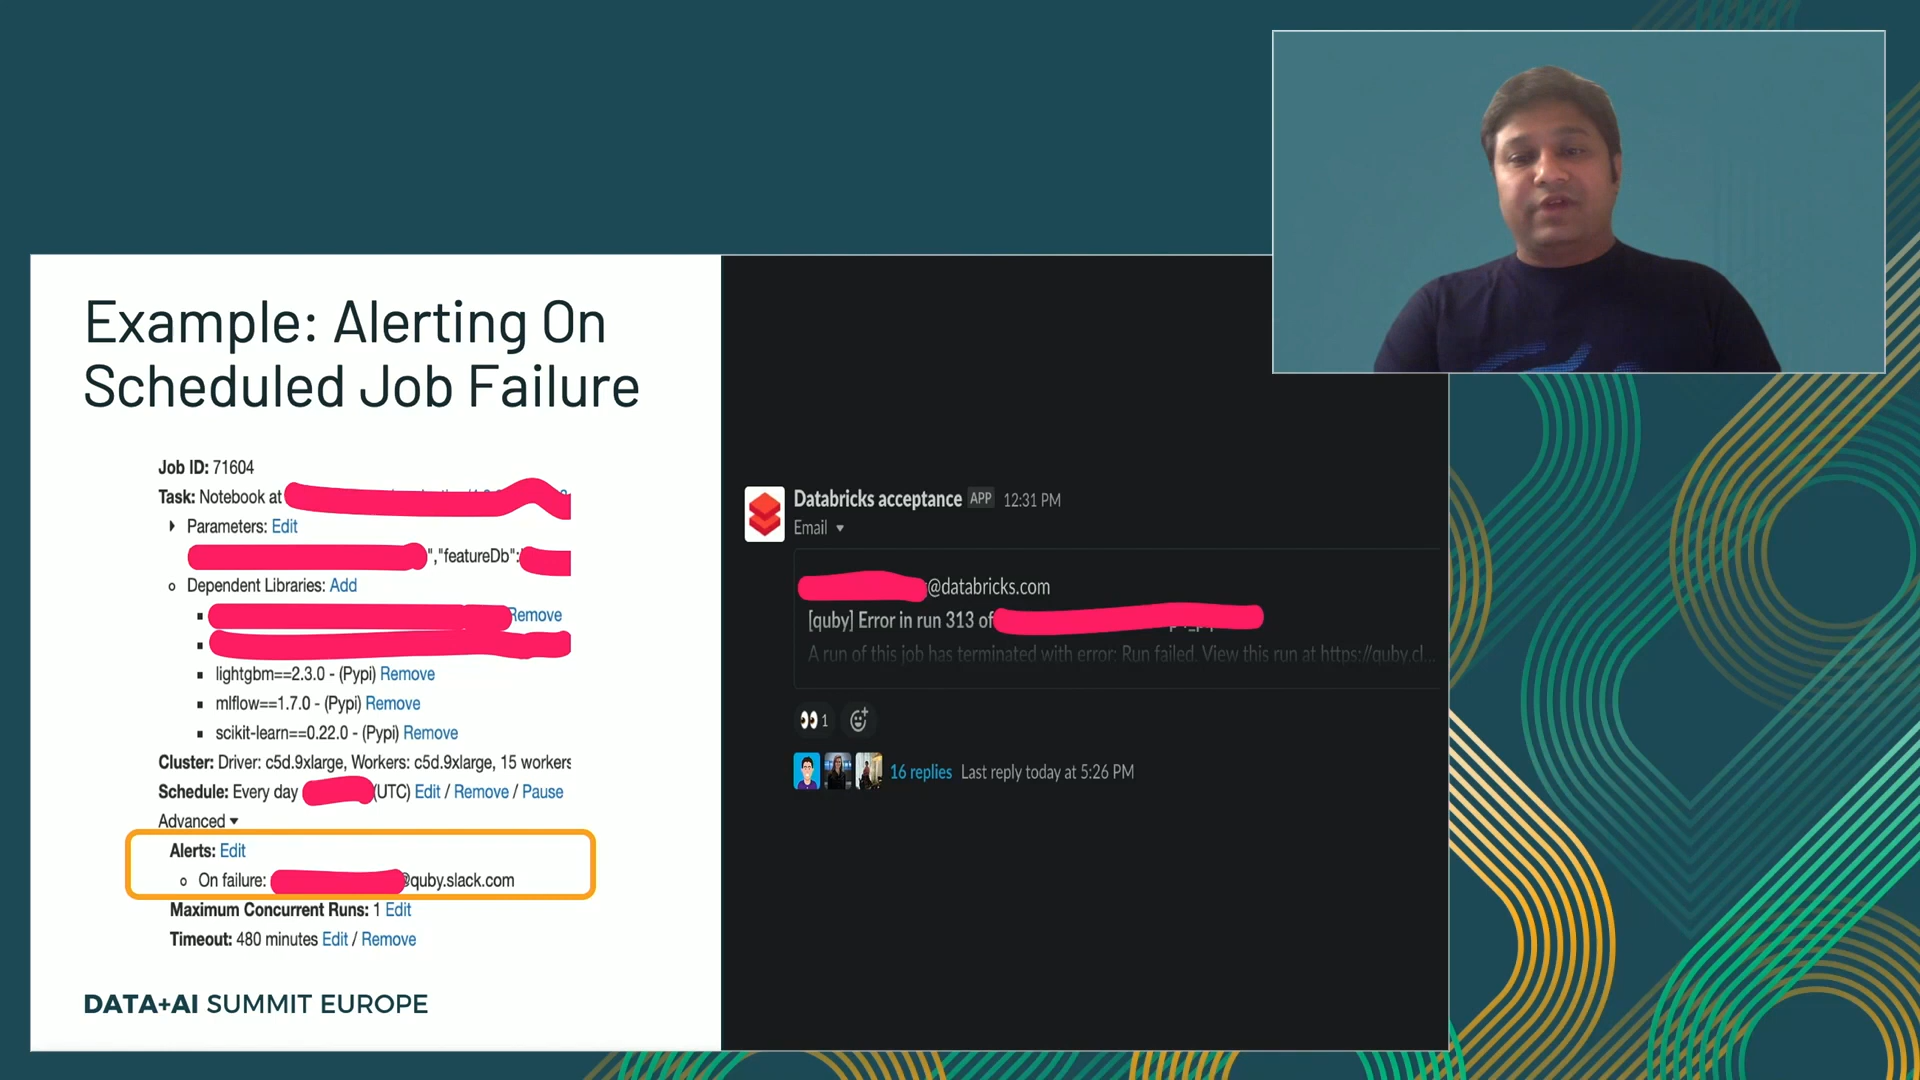 Example: Alerting On
Scheduled Job Failure
Job ID: 71604
Task: Notebook at
Parameters: Edit
","featureDb":
Dependent Libraries: Add
Remove
lightgbm==2.3.0 - (Pypi) Remove
mlflow==1.7.0 - (Pypi) Remove
scikit-learn==0.22.0 - (Pypi) Remove
Cluster: Driver: c5d.9xlarge, Workers: c5d.9xlarge, 15 workers
Schedule: Every day (UTC) Edit / Remove / Pause
Advanced
Alerts: Edit
On failure: @quby.slack.com
Maximum Concurrent Runs: 1 Edit
Timeout: 480 minutes Edit / Remove
DATA+AI SUMMIT EUROPE
Databricks acceptance APP 12:31 PM
Email
@databricks.com
[quby] Error in run 313 of
A run of this job has terminated with error: Run failed. View this run at https://quby.cl...
1
16 replies Last reply today at 5:26 PM